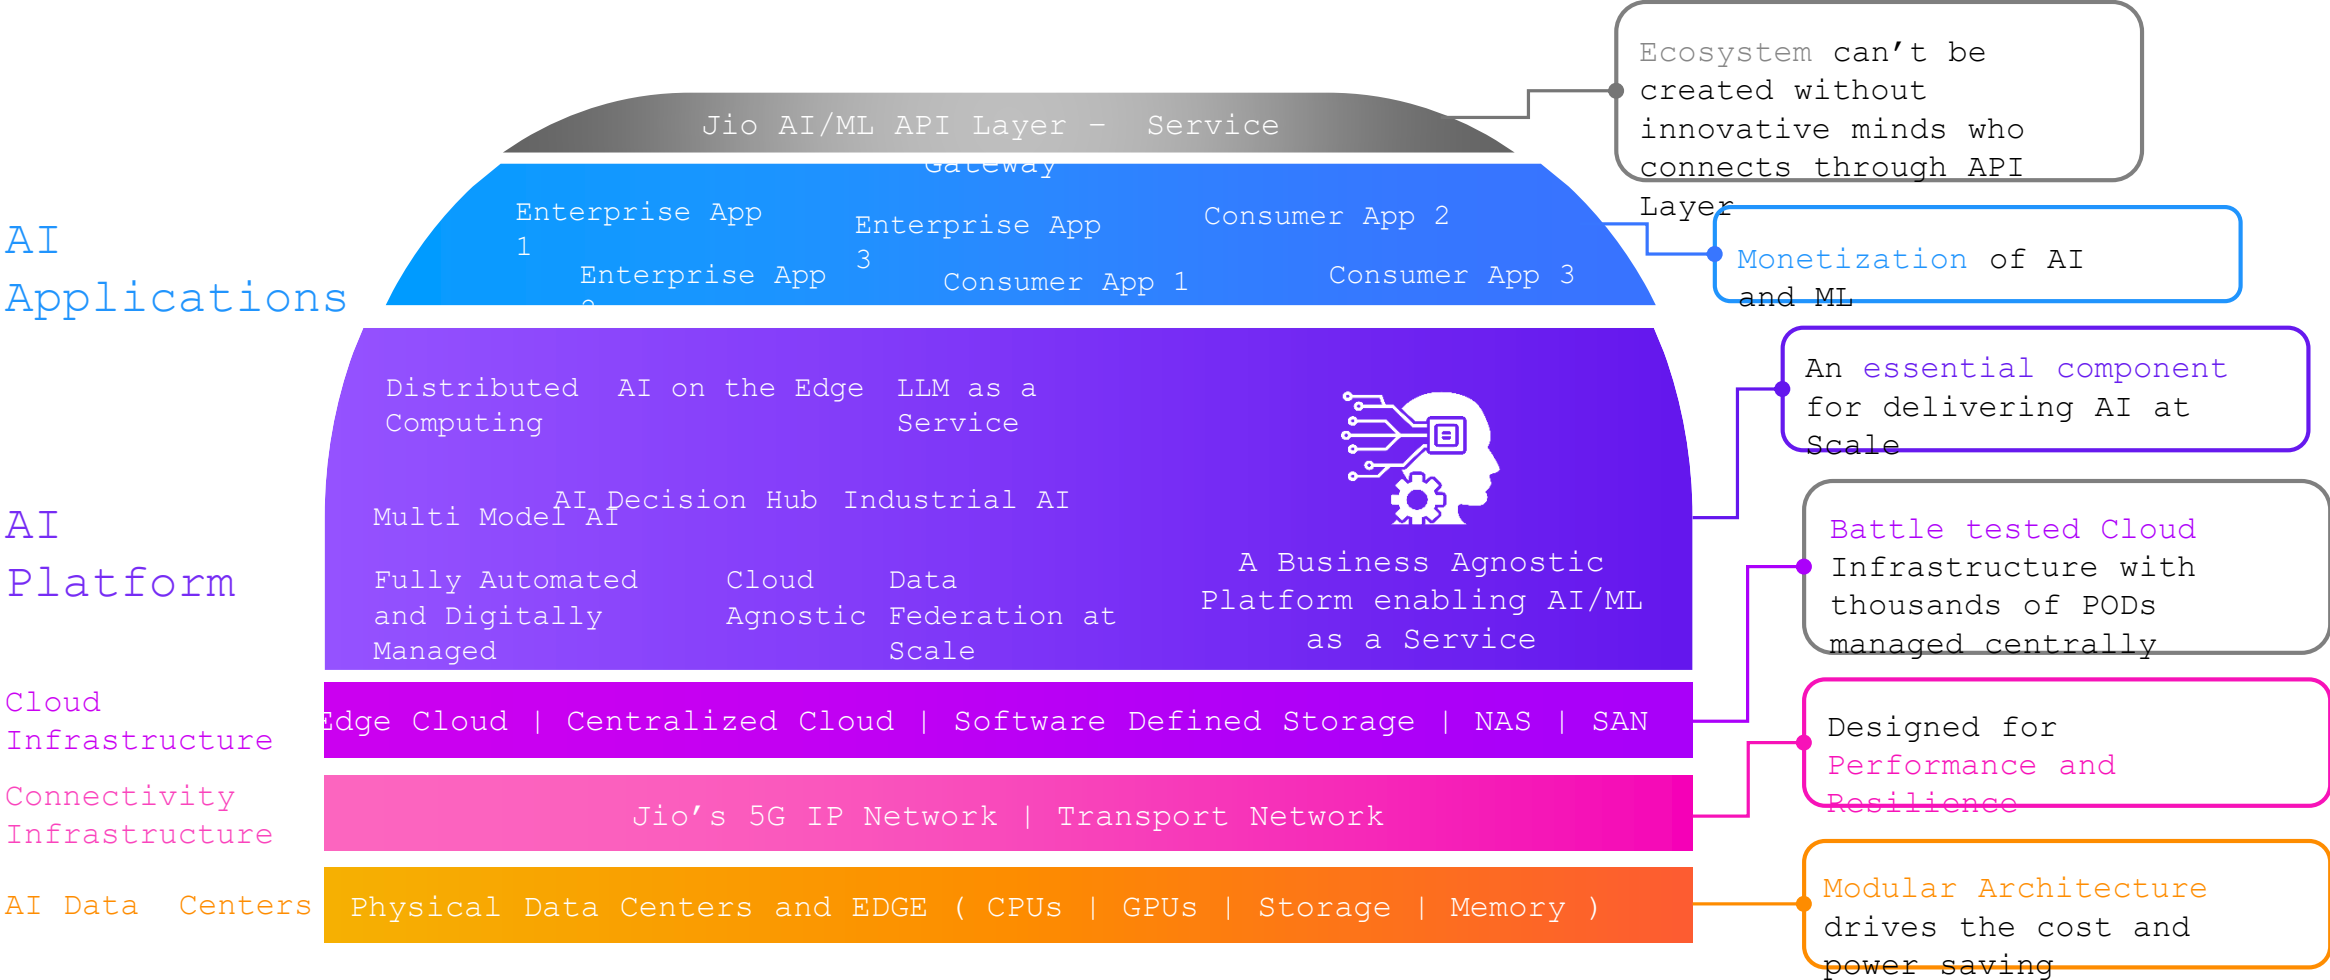 Jio AI/ML API Layer – Service
Gateway
Ecosystem can't be
created without
innovative minds who
connects through API
Layer
AI
Applications
Enterprise App
1
Enterprise App
Enterprise App
3
Consumer App 1
Consumer App 2
Consumer App 3
Monetization of AI
and ML
AI
Platform
Distributed
Computing
AI on the Edge
LLM as a
Service
Multi Model AI
AI Decision Hub
Industrial AI
Fully Automated
and Digitally
Managed
Cloud
Agnostic
Data
Federation at
Scale
A Business Agnostic
Platform enabling AI/ML
as a Service
An essential component
for delivering AI at
Scale
Cloud
Infrastructure
Edge Cloud | Centralized Cloud | Software Defined Storage | NAS | SAN
Battle tested Cloud
Infrastructure with
thousands of PODs
managed centrally
Connectivity
Infrastructure
Jio's 5G IP Network | Transport Network
Designed for
Performance and
Resilience
AI Data Centers
Physical Data Centers and EDGE ( CPUs | GPUs | Storage | Memory )
Modular Architecture
drives the cost and
power saving